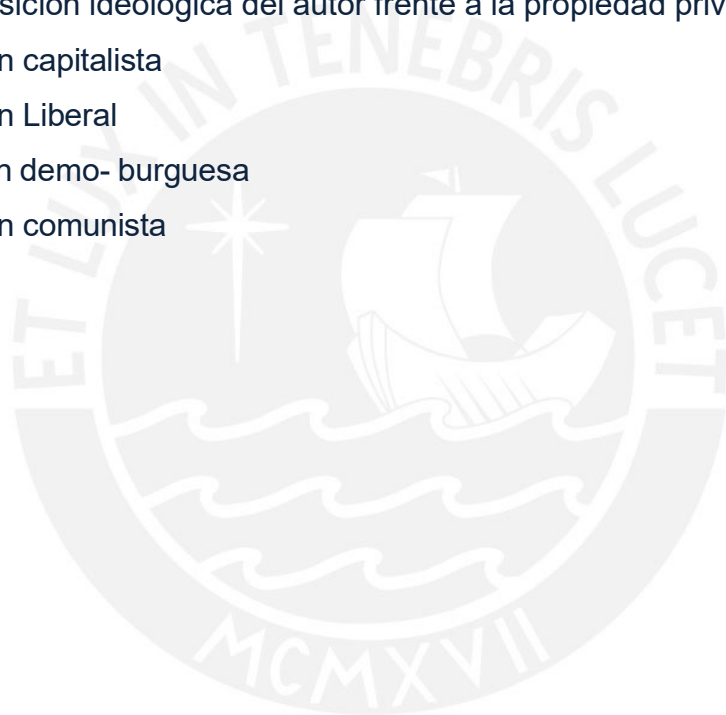 sición ideológica del autor frente a la propiedad priv
n capitalista
n Liberal
n demo- burguesa
n comunista
ET LUX IN TENEBRIS LUCET
MCMXVII